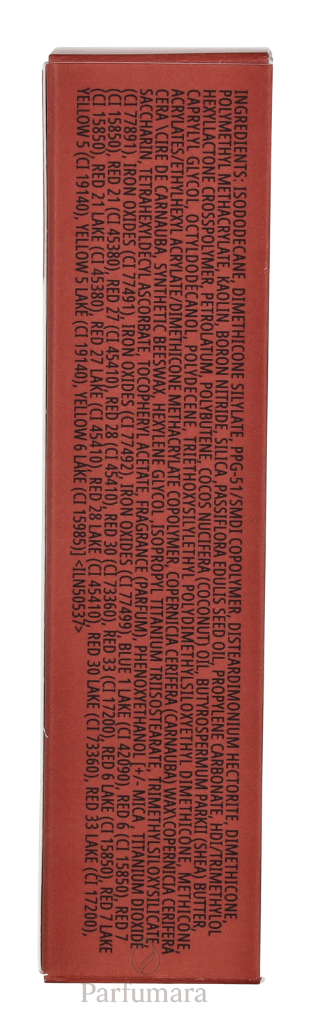 INGREDIENTS: ISODODECANE, DIMETHICONE STEARYLATE, PPG-51/SMDI COPOLYMER, DISTEARDIMONIUM HECTORITE, DIMETHICONE,
POLYMETHYL METHACRYLATE, KAOLIN, BORON NITRIDE, SILICA, PASSIFLORA EDULIS SEED OIL, PROPYLENE CARBONATE, HDI/TRIMETHYLOL
HEXYLLACTONE CROSSPOLYMER, PETROLATUM, POLYBUTENE, COCOS NUCIFERA (COCONUT) OIL, BUTYROSPERMUM PARKII (SHEA) BUTTER,
CAPRYLYL GLYCOL, OCTYLDODECANOL, POLYDECENE, TRIETHOXYSILYLETHYL POLYDIMETHYLSILOXYETHYL DIMETHICONE, METHICONE,
ACRYLATES/ETHYLHEXYL ACRYLATE/DIMETHICONE METHACRYLATE COPOLYMER, COPERNICA CERIFERA (CARNAUBA) WAX\COPERNICA CERIFERA
CERA \ CIRE DE CARNAUBA, SYNTHETIC BEESWAX, HEXYLENE GLYCOL, ISOPROPYL TITANIUM TRIISOSTEARATE, TRIMETHYLSILOXYSILICATE,
SACCHARIN, TETRAHEXYLDECYL ASCORBATE, TOCOPHERYL ACETATE, FRAGRANCE (PARFUM), PHENOXYETHANOL, [+/- MICA, TITANIUM DIOXIDE
(CI 77891), IRON OXIDES (CI 77491), IRON OXIDES (CI 77492), IRON OXIDES (CI 77499), BLUE 1 LAKE (CI 42090), RED 6 (CI 15850), RED 7
(CI 15850), RED 21 (CI 45380), RED 27 (CI 45410), RED 28 (CI 45410), RED 30 (CI 73360), RED 33 (CI 17200), RED 6 LAKE (CI 15850), RED 7 LAKE
(CI 15850), RED 21 LAKE (CI 45380), RED 27 LAKE (CI 45410), RED 28 LAKE (CI 45410), RED 30 LAKE (CI 73360), RED 33 LAKE (CI 17200),
YELLOW 5 (CI 19140), YELLOW 5 LAKE (CI 19140), YELLOW 6 LAKE (CI 15985)] <ILN50537>
Parfumara